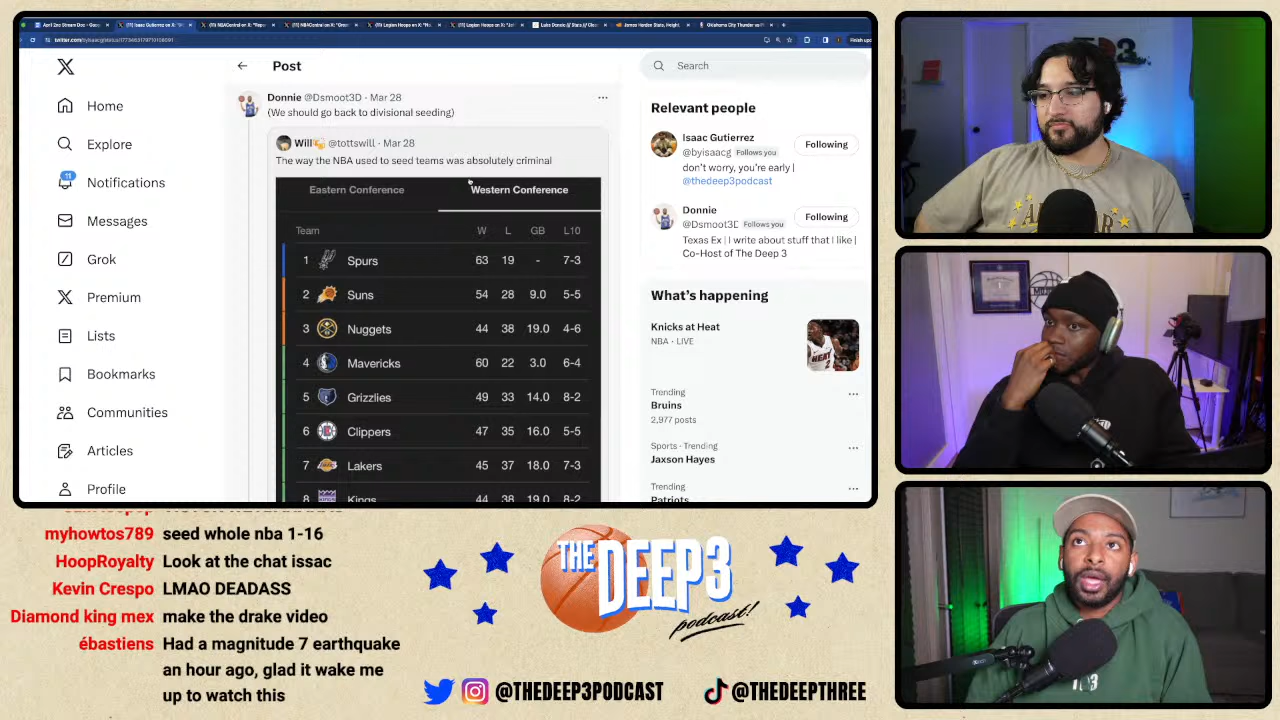 Post
Search
Home
Explore
11
Notifications
Messages
Grok
Premium
Lists
Bookmarks
Communities
Articles
Profile
Donnie @Dsmoot3D · Mar 28
(We should go back to divisional seeding)
Will @tottswill · Mar 28
The way the NBA used to seed teams was absolutely criminal
Eastern Conference Western Conference
Team W L GB L10
1 Spurs 63 19 - 7-3
2 Suns 54 28 9.0 5-5
3 Nuggets 44 38 19.0 4-6
4 Mavericks 60 22 3.0 6-4
5 Grizzlies 49 33 14.0 8-2
6 Clippers 47 35 16.0 5-5
7 Lakers 45 37 18.0 7-3
8 Kings 44 38 19.0 8-2
Relevant people
Isaac Gutierrez
@byisaacg Follows you
Following
don't worry, you're early |
@thedeep3podcast
Donnie
@Dsmoot3D Follows you
Following
Texas Ex | I write about stuff that I like |
Co-Host of The Deep 3
What's happening
Knicks at Heat
NBA · LIVE
Trending
Bruins
2,977 posts
Sports · Trending
Jaxson Hayes
Trending
Patriots
myhowtos789 seed whole nba 1-16
HoopRoyalty Look at the chat issac
Kevin Crespo LMAO DEADASS
Diamond king mex make the drake video
ébastiens Had a magnitude 7 earthquake
an hour ago, glad it wake me
up to watch this
THE
DEEP3
podcast!
@THEDEEP3PODCAST
@THEDEEPTHREE